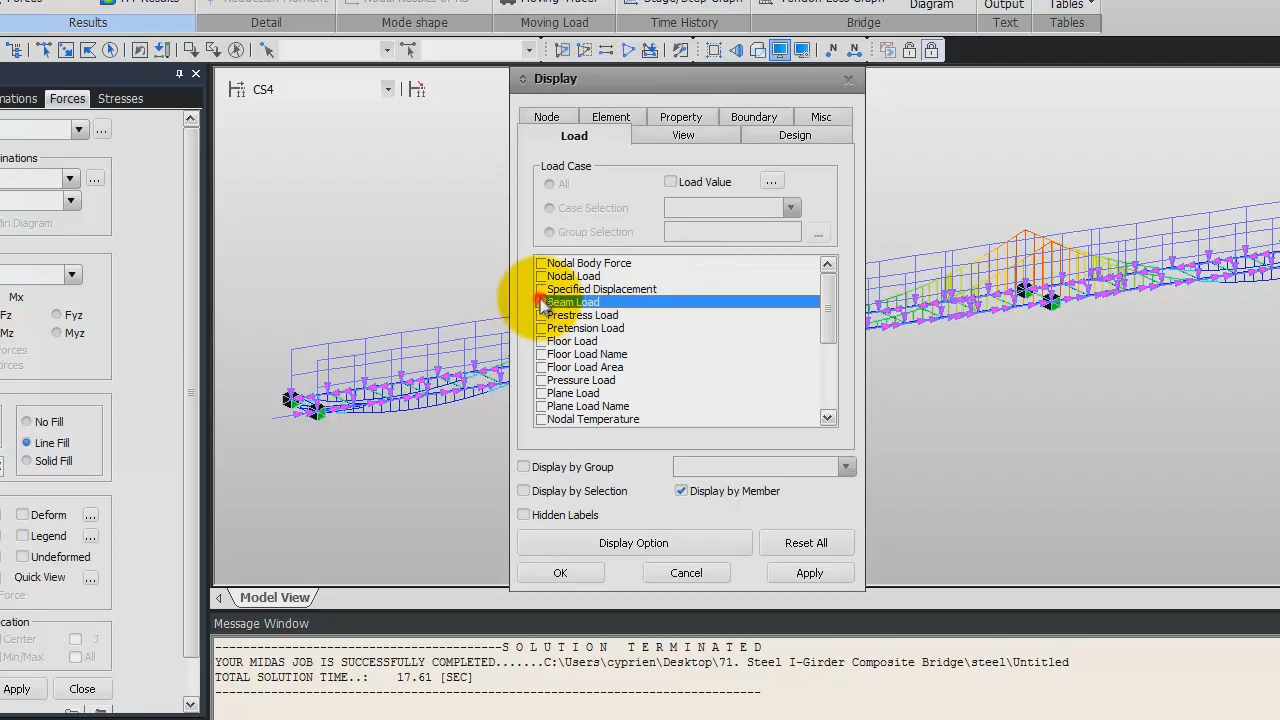 Results
Detail
Mode shape
Moving Load
Time History
Bridge
Diagram
Output
Text
Tables
Tables
Forces
Stresses
CS4
Display
Node
Element
Property
Boundary
Misc
Load
View
Design
Load Case
All
Load Value
...
Case Selection
Group Selection
...
Nodal Body Force
Nodal Load
Specified Displacement
Beam Load
Prestress Load
Pretension Load
Floor Load
Floor Load Name
Floor Load Area
Pressure Load
Plane Load
Plane Load Name
Nodal Temperature
Display by Group
Display by Selection
Display by Member
Hidden Labels
Display Option
Reset All
OK
Cancel
Apply
...
...
Mx
Fz
Fyz
Mz
Myz
No Fill
Line Fill
Solid Fill
Deform
...
Legend
...
Undeformed
Quick View
...
Center
J
Min/Max
All
Apply
Close
Model View
Message Window
------------------------------------S O L U T I O N   T E R M I N A T E D
YOUR MIDAS JOB IS SUCCESSFULLY COMPLETED.......C:\Users\cyprien\Desktop\71. Steel I-Girder Composite Bridge\steel\Untitled
TOTAL SOLUTION TIME..:    17.61 [SEC]